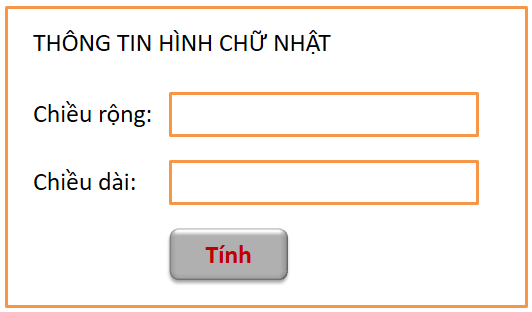 THÔNG TIN HÌNH CHỮ NHẬT
Chiều rộng:
Chiều dài:
Tính